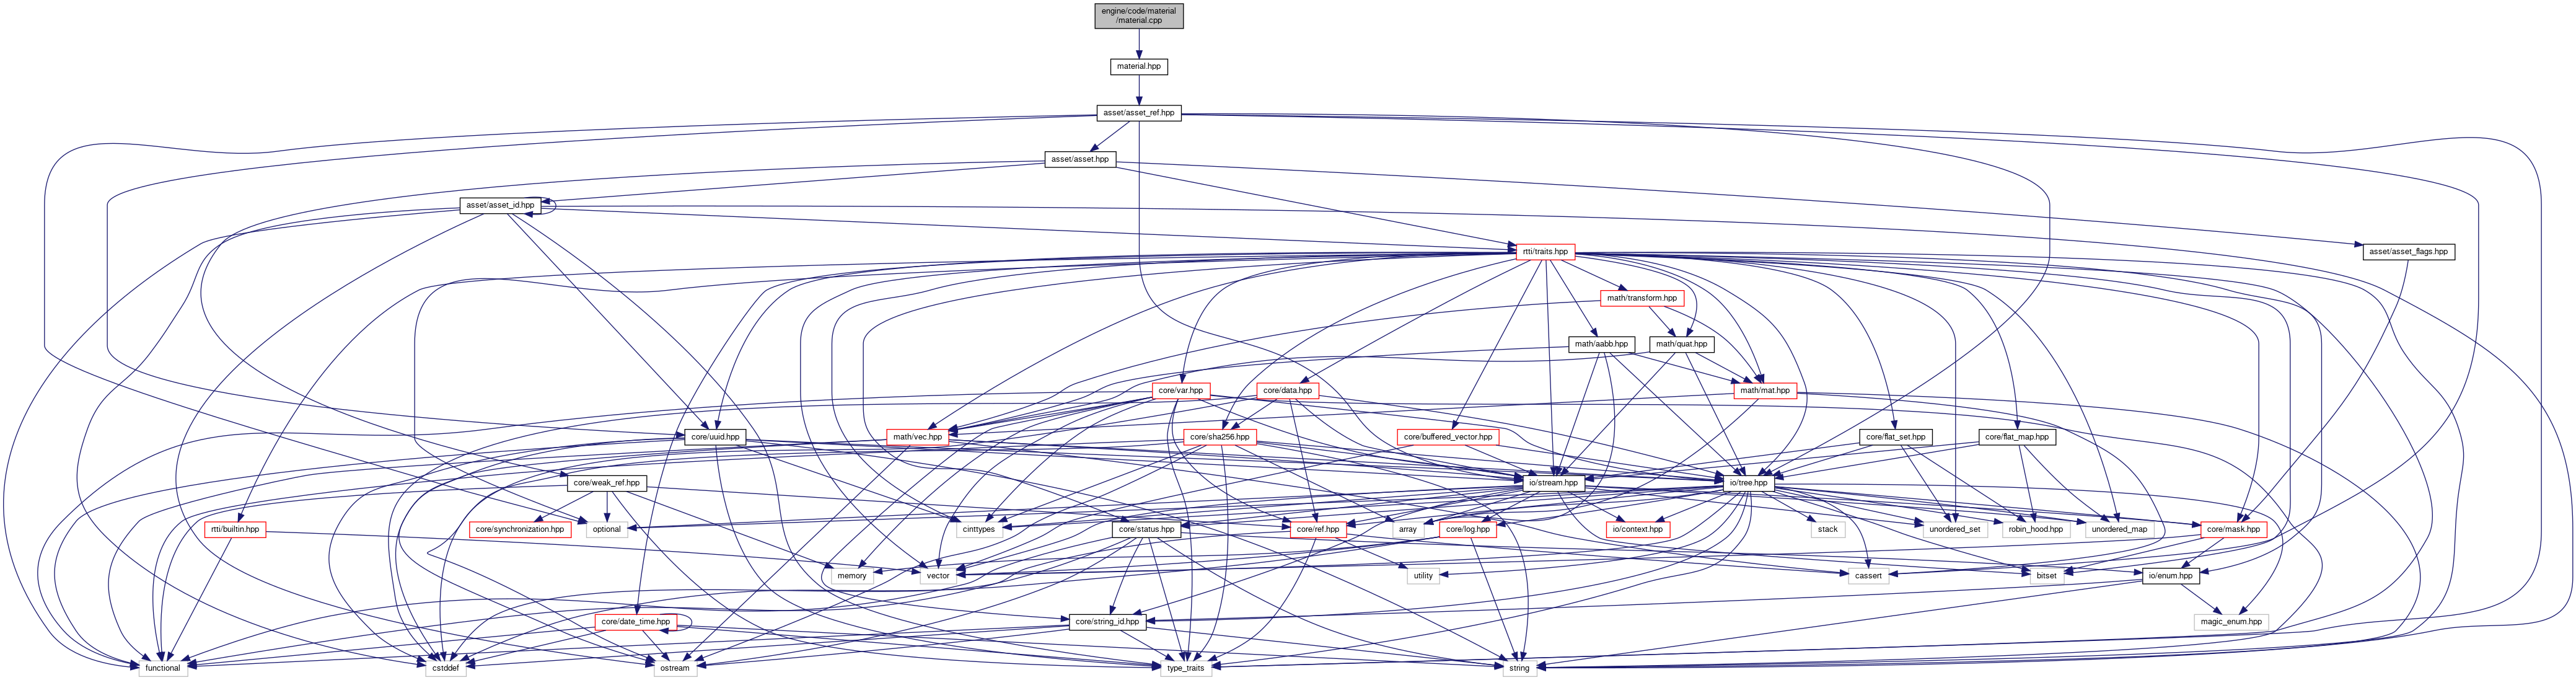 engine/code/material
/material.cpp
material.hpp
asset/asset_ref.hpp
asset/asset.hpp
asset/asset_id.hpp
rtti/traits.hpp
asset/asset_flags.hpp
math/transform.hpp
math/aabb.hpp
math/quat.hpp
core/var.hpp
core/data.hpp
math/mat.hpp
core/uuid.hpp
math/vec.hpp
core/sha256.hpp
core/buffered_vector.hpp
core/flat_set.hpp
core/flat_map.hpp
core/weak_ref.hpp
io/stream.hpp
io/tree.hpp
rtti/builtin.hpp
core/synchronization.hpp
optional
cinttypes
core/status.hpp
core/ref.hpp
array
core/log.hpp
io/context.hpp
stack
unordered_set
robin_hood.hpp
unordered_map
core/mask.hpp
memory
vector
utility
cassert
bitset
io/enum.hpp
core/date_time.hpp
core/string_id.hpp
magic_enum.hpp
functional
cstddef
ostream
type_traits
string